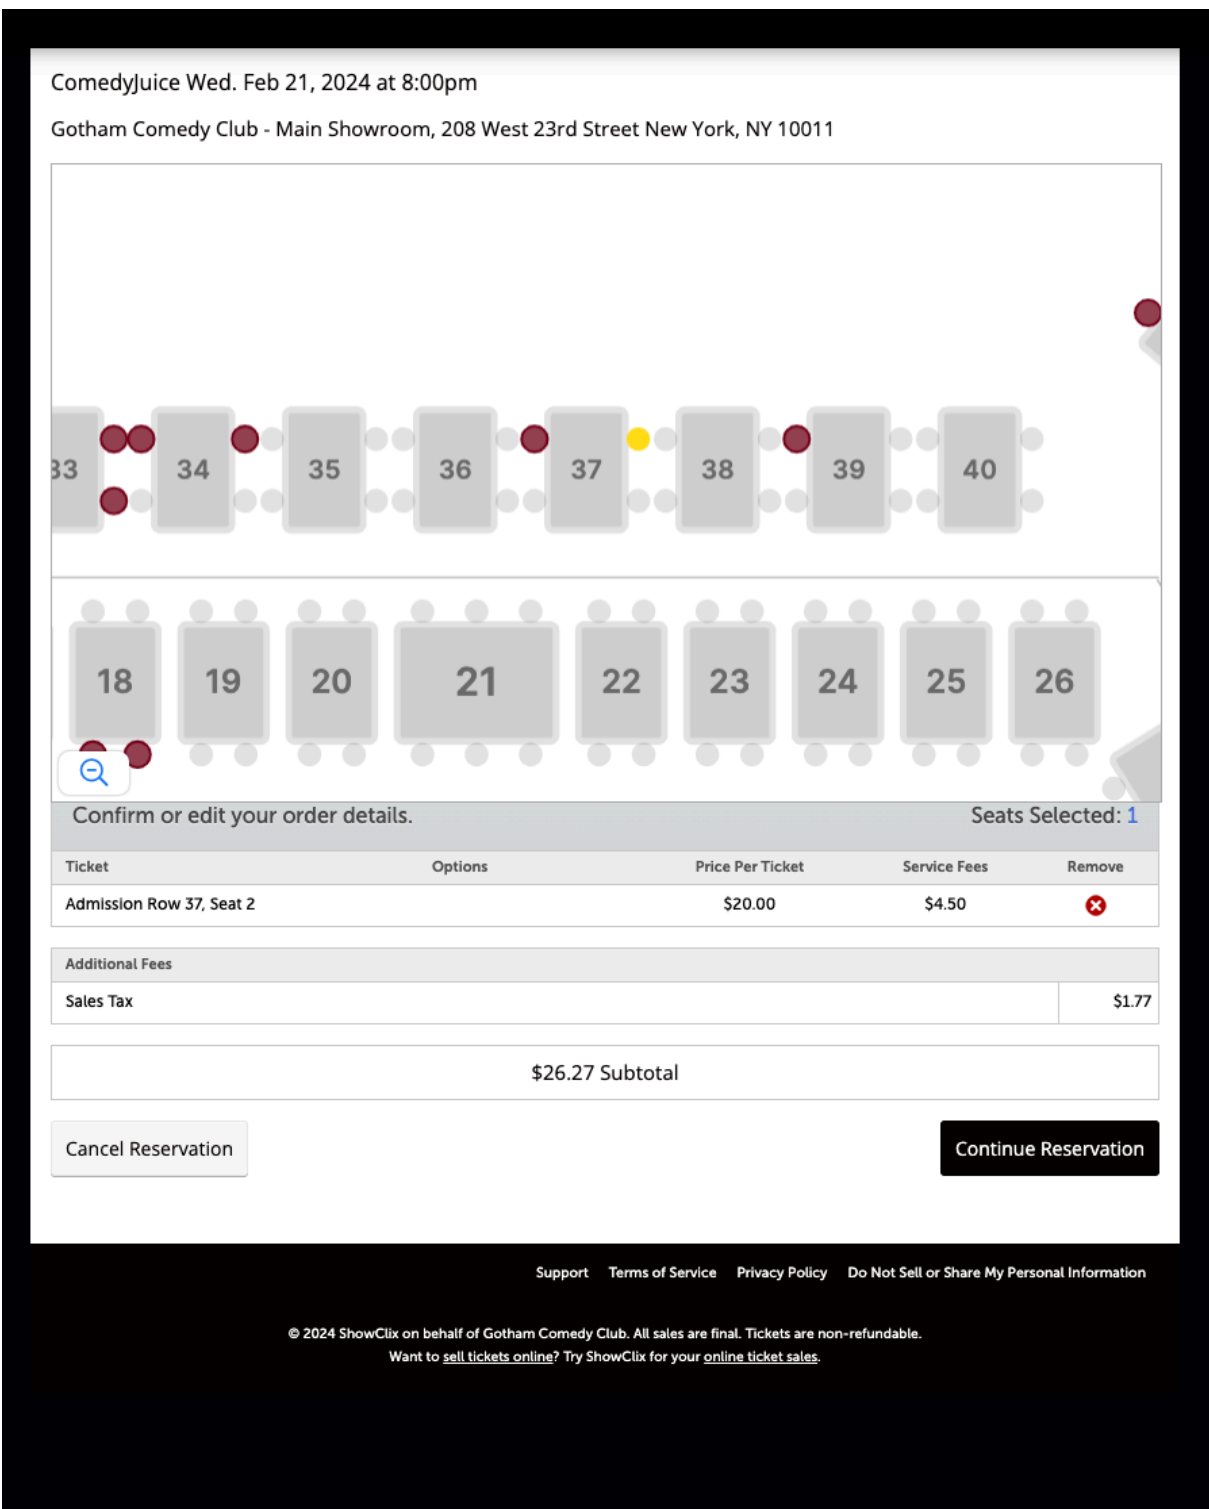 ComedyJuice Wed. Feb 21, 2024 at 8:00pm
Gotham Comedy Club - Main Showroom, 208 West 23rd Street New York, NY 10011
33 34 35 36 37 38 39 40
18 19 20 21 22 23 24 25 26
Confirm or edit your order details. Seats Selected: 1
Ticket Options Price Per Ticket Service Fees Remove
Admission Row 37, Seat 2 $20.00 $4.50
Additional Fees
Sales Tax $1.77
$26.27 Subtotal
Cancel Reservation Continue Reservation
Support Terms of Service Privacy Policy Do Not Sell or Share My Personal Information
© 2024 ShowClix on behalf of Gotham Comedy Club. All sales are final. Tickets are non-refundable.
Want to sell tickets online? Try ShowClix for your online ticket sales.